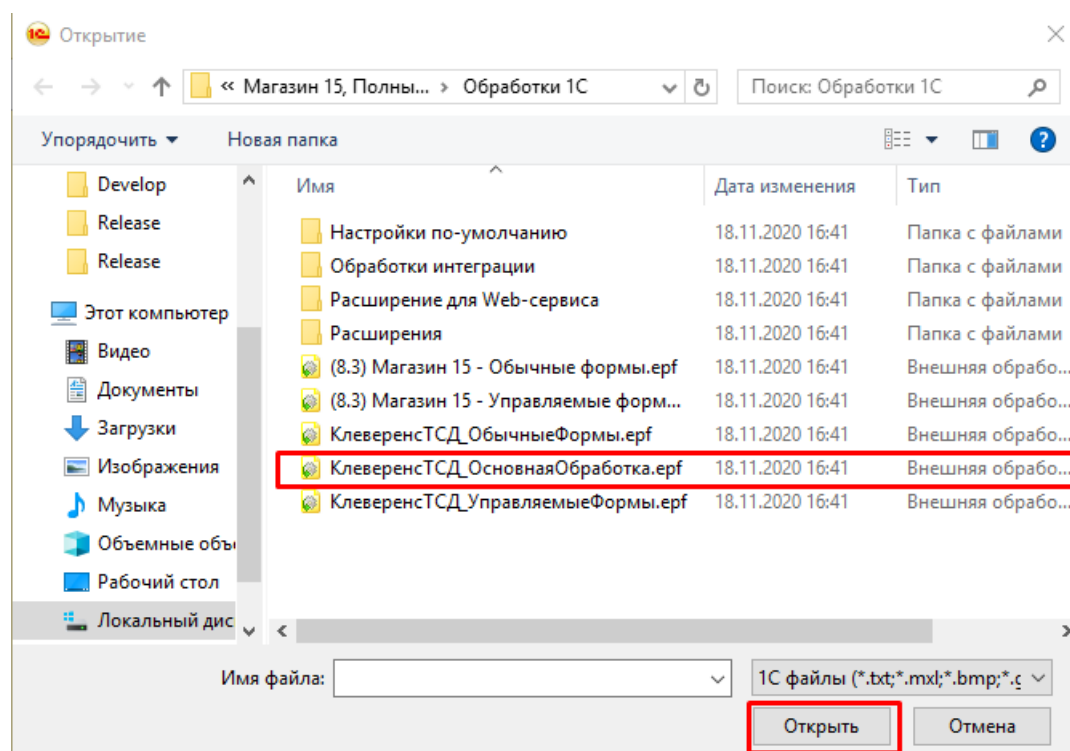 1С Открытие
« Магазин 15, Полны... › Обработки 1С Поиск: Обработки 1С
Упорядочить Новая папка ?
Develop
Release
Release
Этот компьютер
Видео
Документы
Загрузки
Изображения
Музыка
Объемные объ
Рабочий стол
Локальный дис
Имя Дата изменения Тип
Настройки по-умолчанию 18.11.2020 16:41 Папка с файлами
Обработки интеграции 18.11.2020 16:41 Папка с файлами
Расширение для Web-сервиса 18.11.2020 16:41 Папка с файлами
Расширения 18.11.2020 16:41 Папка с файлами
(8.3) Магазин 15 - Обычные формы.epf 18.11.2020 16:41 Внешняя обрабо...
(8.3) Магазин 15 - Управляемые форм... 18.11.2020 16:41 Внешняя обрабо...
КлеверенсТСД_ОбычныеФормы.epf 18.11.2020 16:41 Внешняя обрабо...
КлеверенсТСД_ОсновнаяОбработка.epf 18.11.2020 16:41 Внешняя обрабо...
КлеверенсТСД_УправляемыеФормы.epf 18.11.2020 16:41 Внешняя обрабо...
Имя файла: 1С файлы (*.txt;*.mxl;*.bmp;*.g
Открыть Отмена